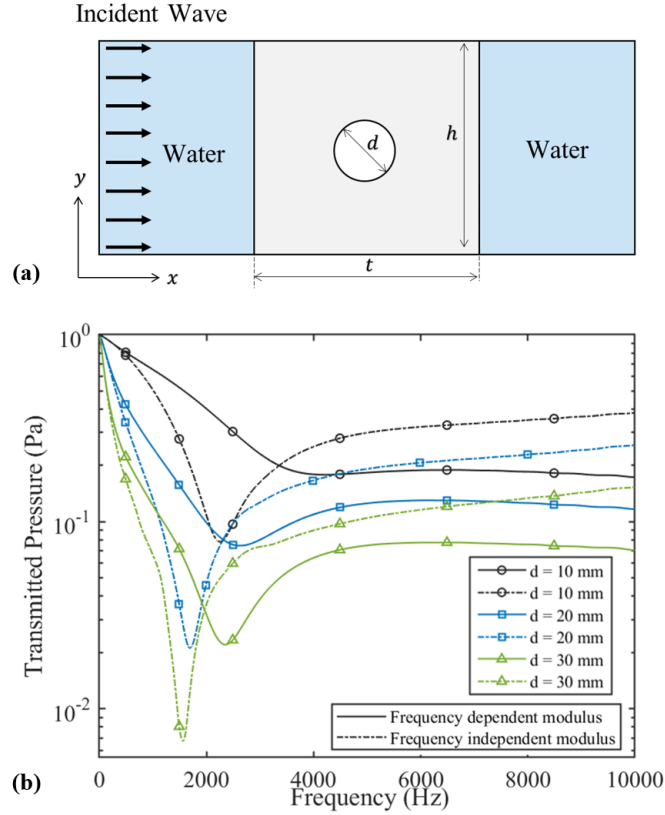 Incident Wave
Water
d
h
Water
y
x
t
(a)
10^0
10^-1
10^-2
Transmitted Pressure (Pa)
d = 10 mm
d = 10 mm
d = 20 mm
d = 20 mm
d = 30 mm
d = 30 mm
Frequency dependent modulus
Frequency independent modulus
0 2000 4000 6000 8000 10000
Frequency (Hz)
(b)